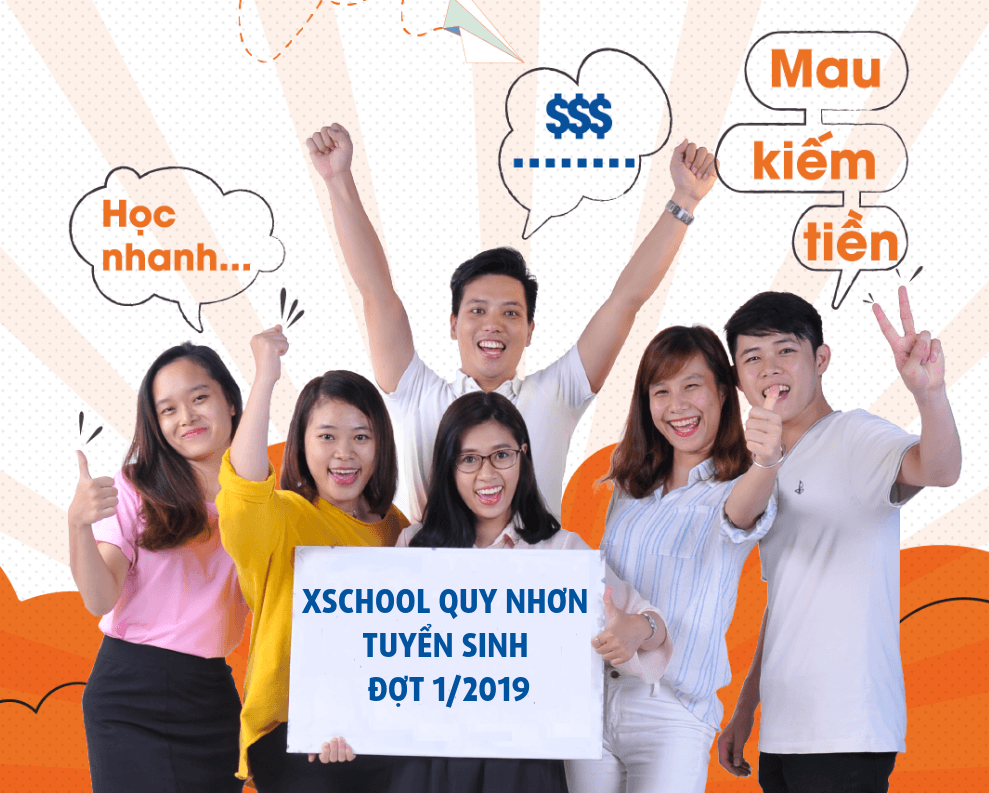 Học
nhanh...
$$$
.........
Mau
kiếm
tiền
XSCHOOL QUY NHƠN
TUYỂN SINH
ĐỢT 1/2019